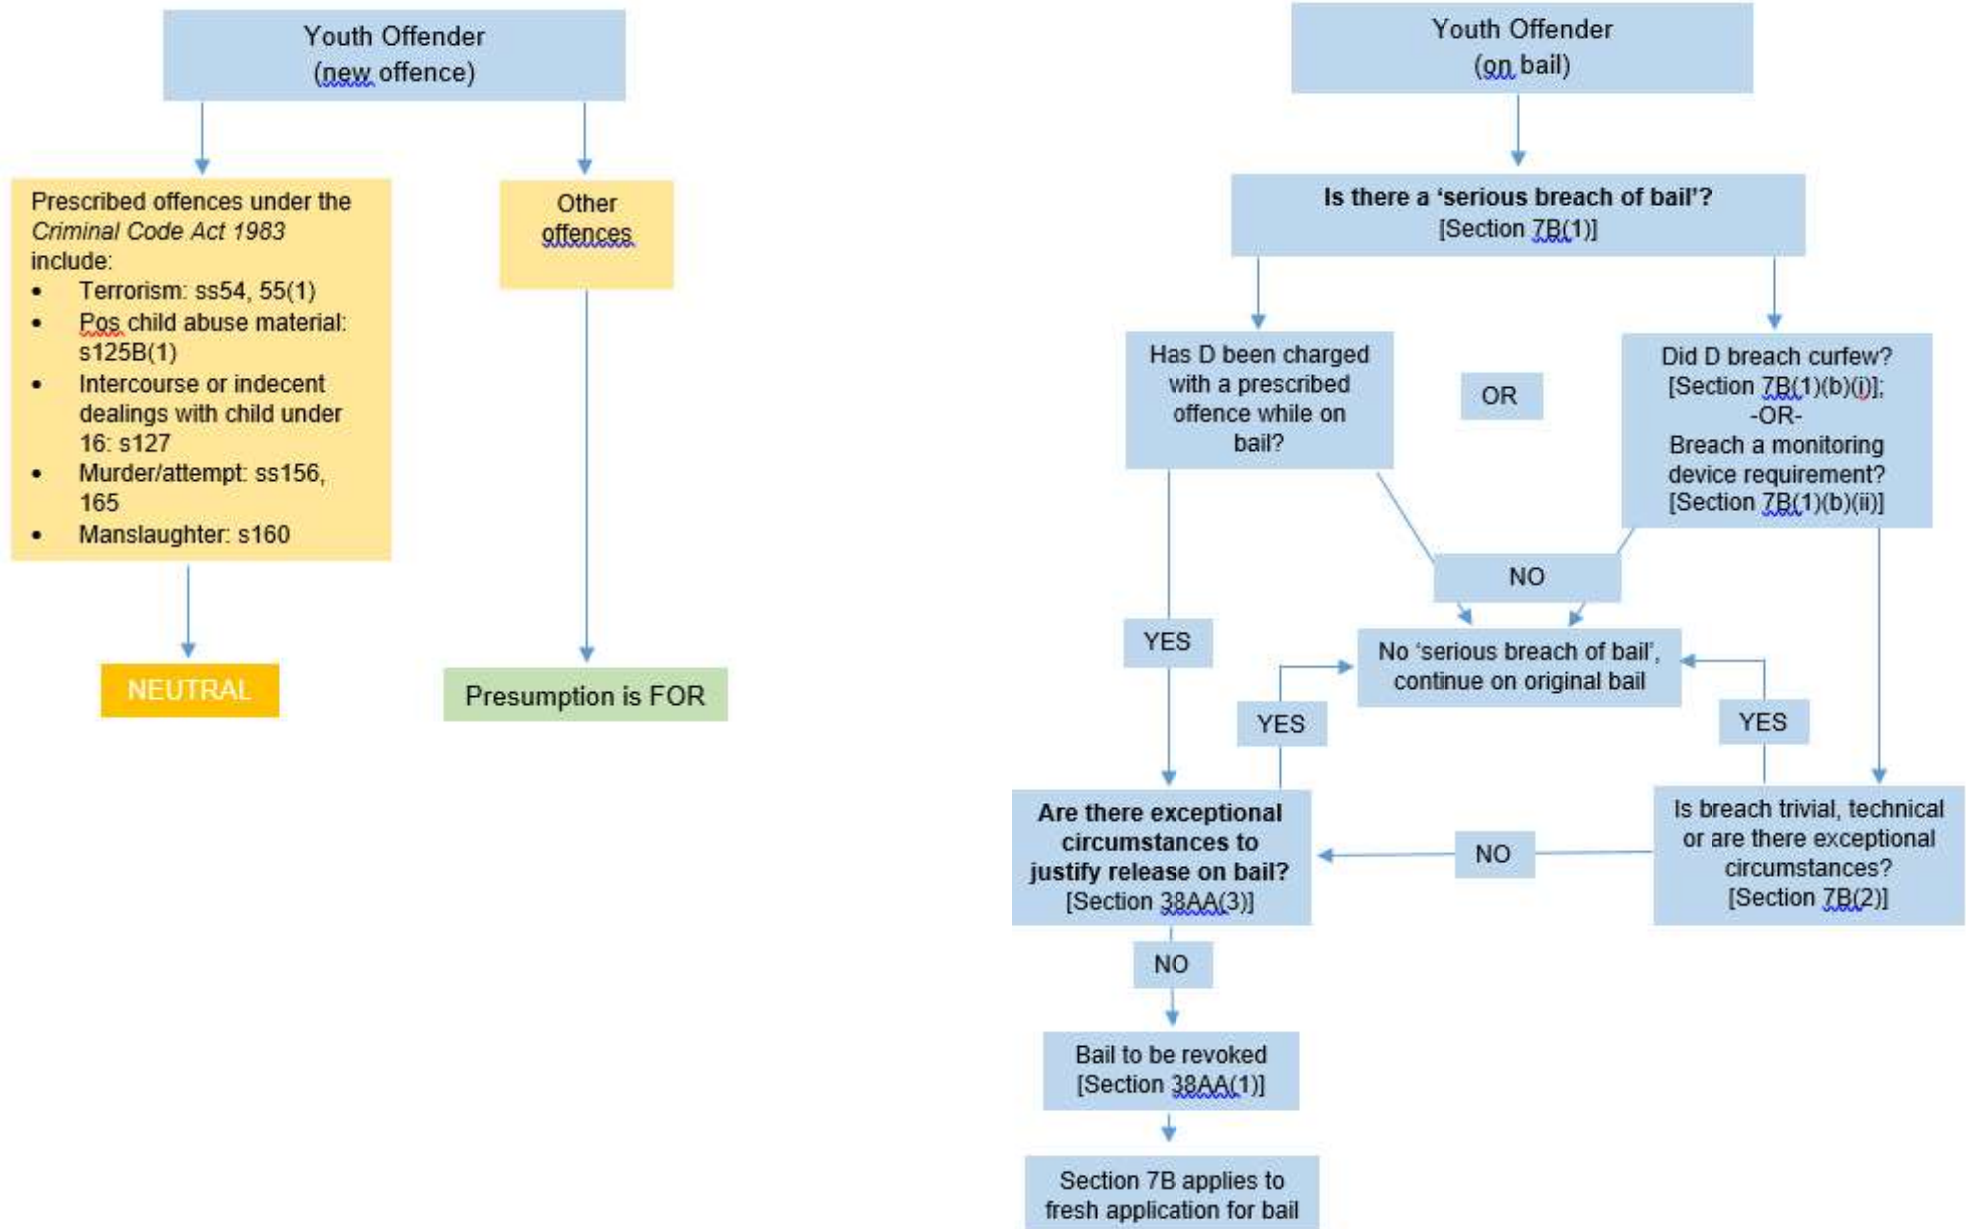 Youth Offender
(new offence)
Prescribed offences under the
Criminal Code Act 1983
include:
• Terrorism: ss54, 55(1)
• Pos child abuse material:
s125B(1)
• Intercourse or indecent
dealings with child under
16: s127
• Murder/attempt: ss156,
165
• Manslaughter: s160
Other
offences
NEUTRAL
Presumption is FOR
Youth Offender
(on bail)
Is there a ‘serious breach of bail’?
[Section 7B(1)]
Has D been charged
with a prescribed
offence while on
bail?
OR
Did D breach curfew?
[Section 7B(1)(b)(i)];
-OR-
Breach a monitoring
device requirement?
[Section 7B(1)(b)(ii)]
NO
YES
No ‘serious breach of bail’,
continue on original bail
YES
YES
Are there exceptional
circumstances to
justify release on bail?
[Section 38AA(3)]
NO
Is breach trivial, technical
or are there exceptional
circumstances?
[Section 7B(2)]
NO
Bail to be revoked
[Section 38AA(1)]
Section 7B applies to
fresh application for bail